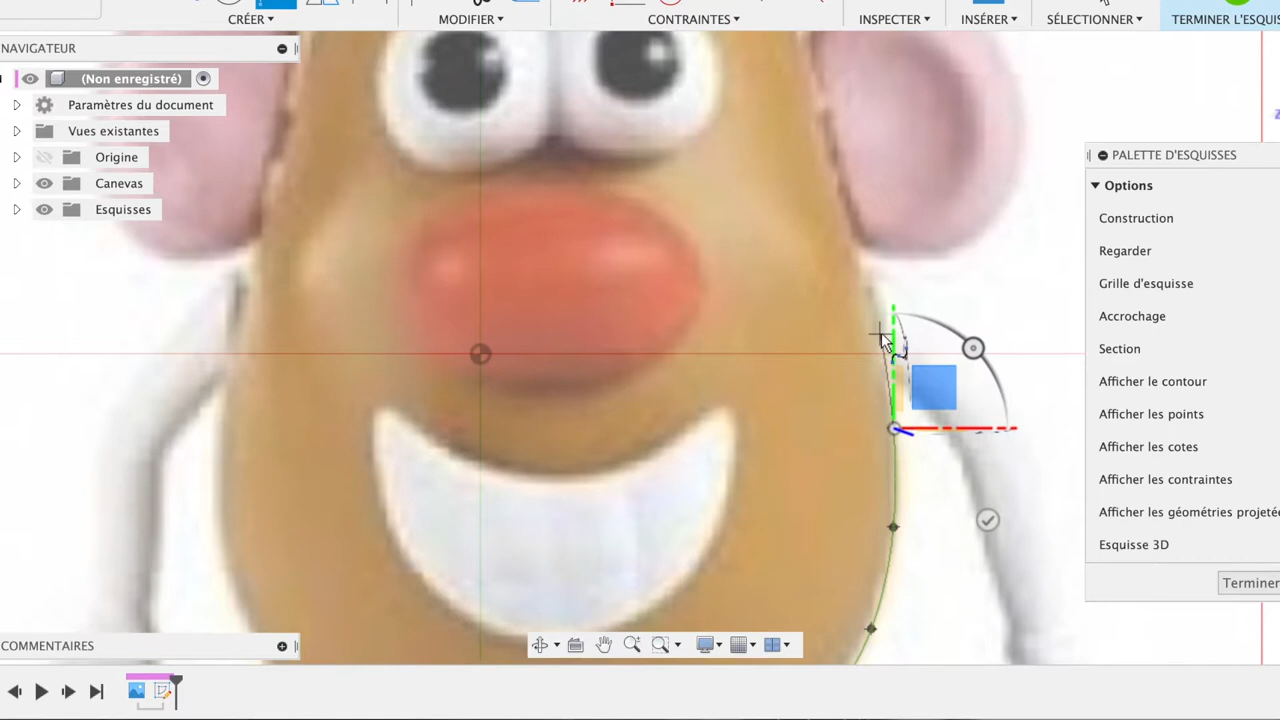 CRÉER ▾ MODIFIER ▾ CONTRAINTES ▾ INSPECTER ▾ INSÉRER ▾ SÉLECTIONNER ▾ TERMINER L'ESQUIS
NAVIGATEUR
(Non enregistré)
Paramètres du document
Vues existantes
Origine
Canevas
Esquisses
PALETTE D'ESQUISSES
Options
Construction
Regarder
Grille d'esquisse
Accrochage
Section
Afficher le contour
Afficher les points
Afficher les cotes
Afficher les contraintes
Afficher les géométries projetée
Esquisse 3D
Terminer
COMMENTAIRES